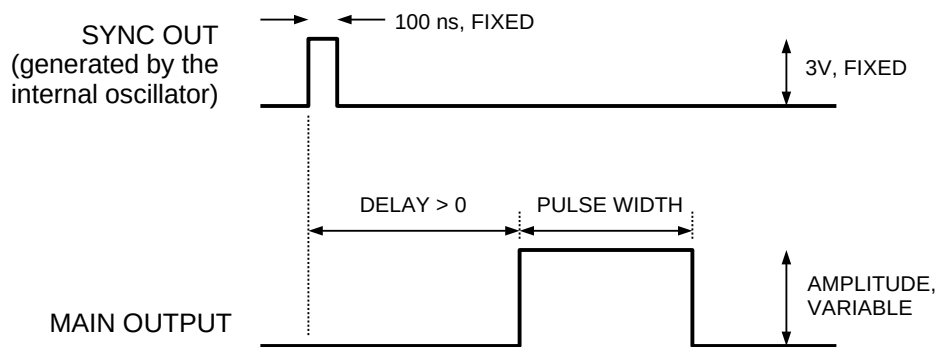 SYNC OUT
(generated by the
internal oscillator)
100 ns, FIXED
3V, FIXED
DELAY > 0
PULSE WIDTH
AMPLITUDE,
VARIABLE
MAIN OUTPUT